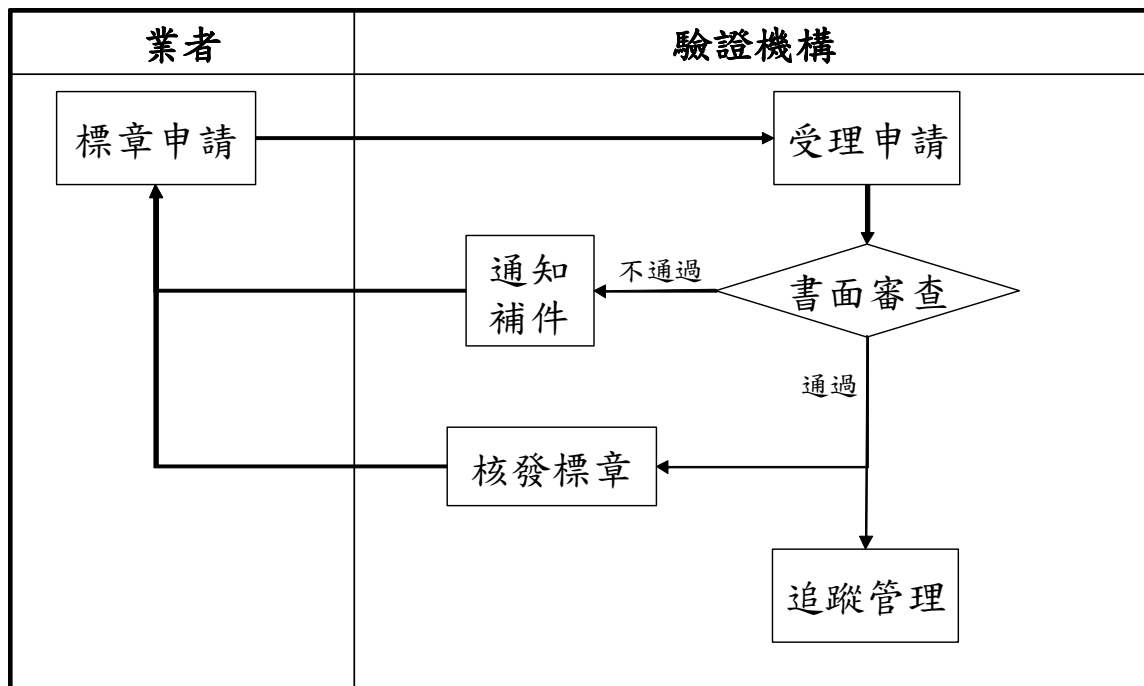 業者
驗證機構
標章申請
受理申請
通知
補件
不通過
書面審查
通過
核發標章
追蹤管理